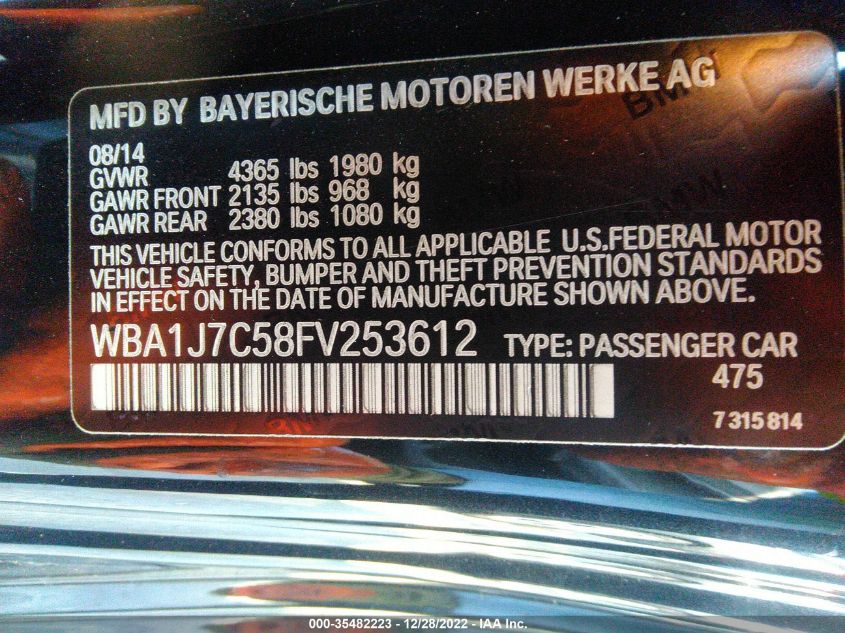 MFD BY BAYERISCHE MOTOREN WERKE AG
08/14
GVWR 4365 lbs 1980 kg
GAWR FRONT 2135 lbs 968 kg
GAWR REAR 2380 lbs 1080 kg
THIS VEHICLE CONFORMS TO ALL APPLICABLE U.S.FEDERAL MOTOR
VEHICLE SAFETY, BUMPER AND THEFT PREVENTION STANDARDS
IN EFFECT ON THE DATE OF MANUFACTURE SHOWN ABOVE.
WBA1J7C58FV253612 TYPE: PASSENGER CAR
475
7 315 814
BMW
000-35482223 - 12/28/2022 - IAA Inc.